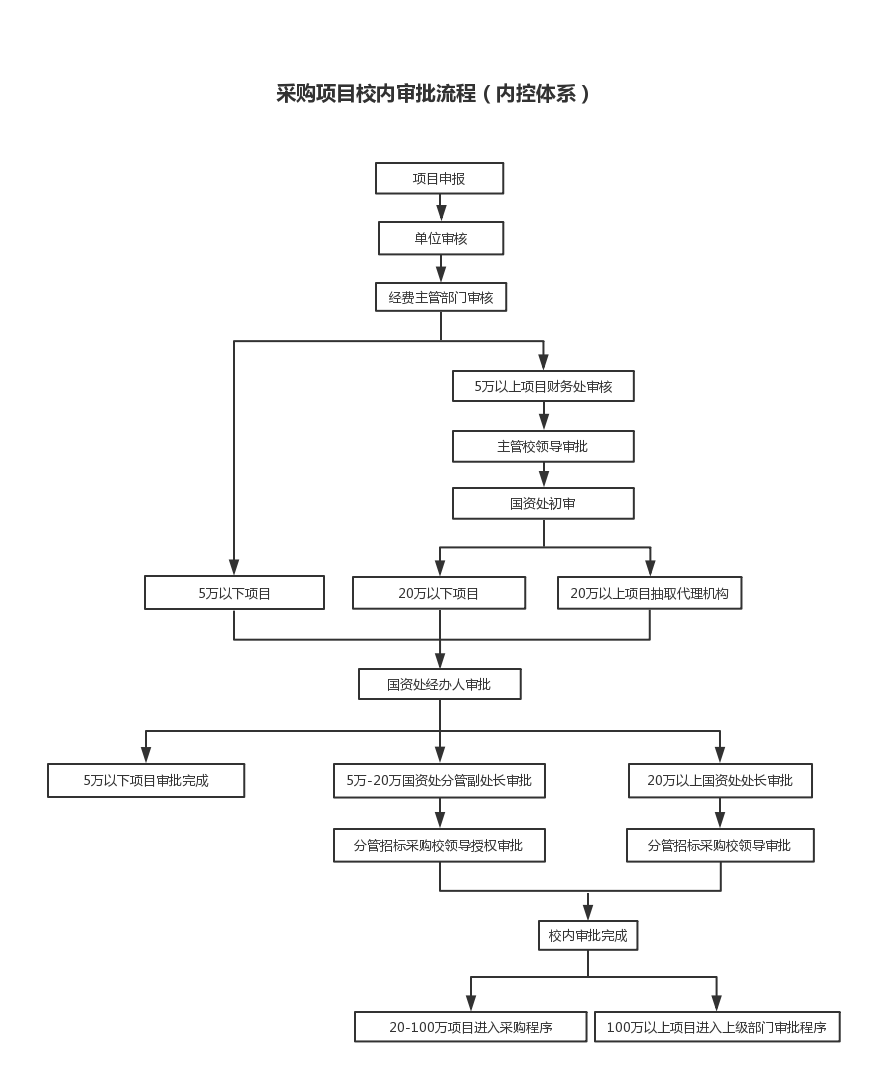 采购项目校内审批流程（内控体系）
项目申报
单位审核
经费主管部门审核
5万以上项目财务处审核
主管校领导审批
国资处初审
5万以下项目
20万以下项目
20万以上项目抽取代理机构
国资处经办人审批
5万以下项目审批完成
5万-20万国资处分管副处长审批
20万以上国资处处长审批
分管招标采购校领导授权审批
分管招标采购校领导审批
校内审批完成
20-100万项目进入采购程序
100万以上项目进入上级部门审批程序